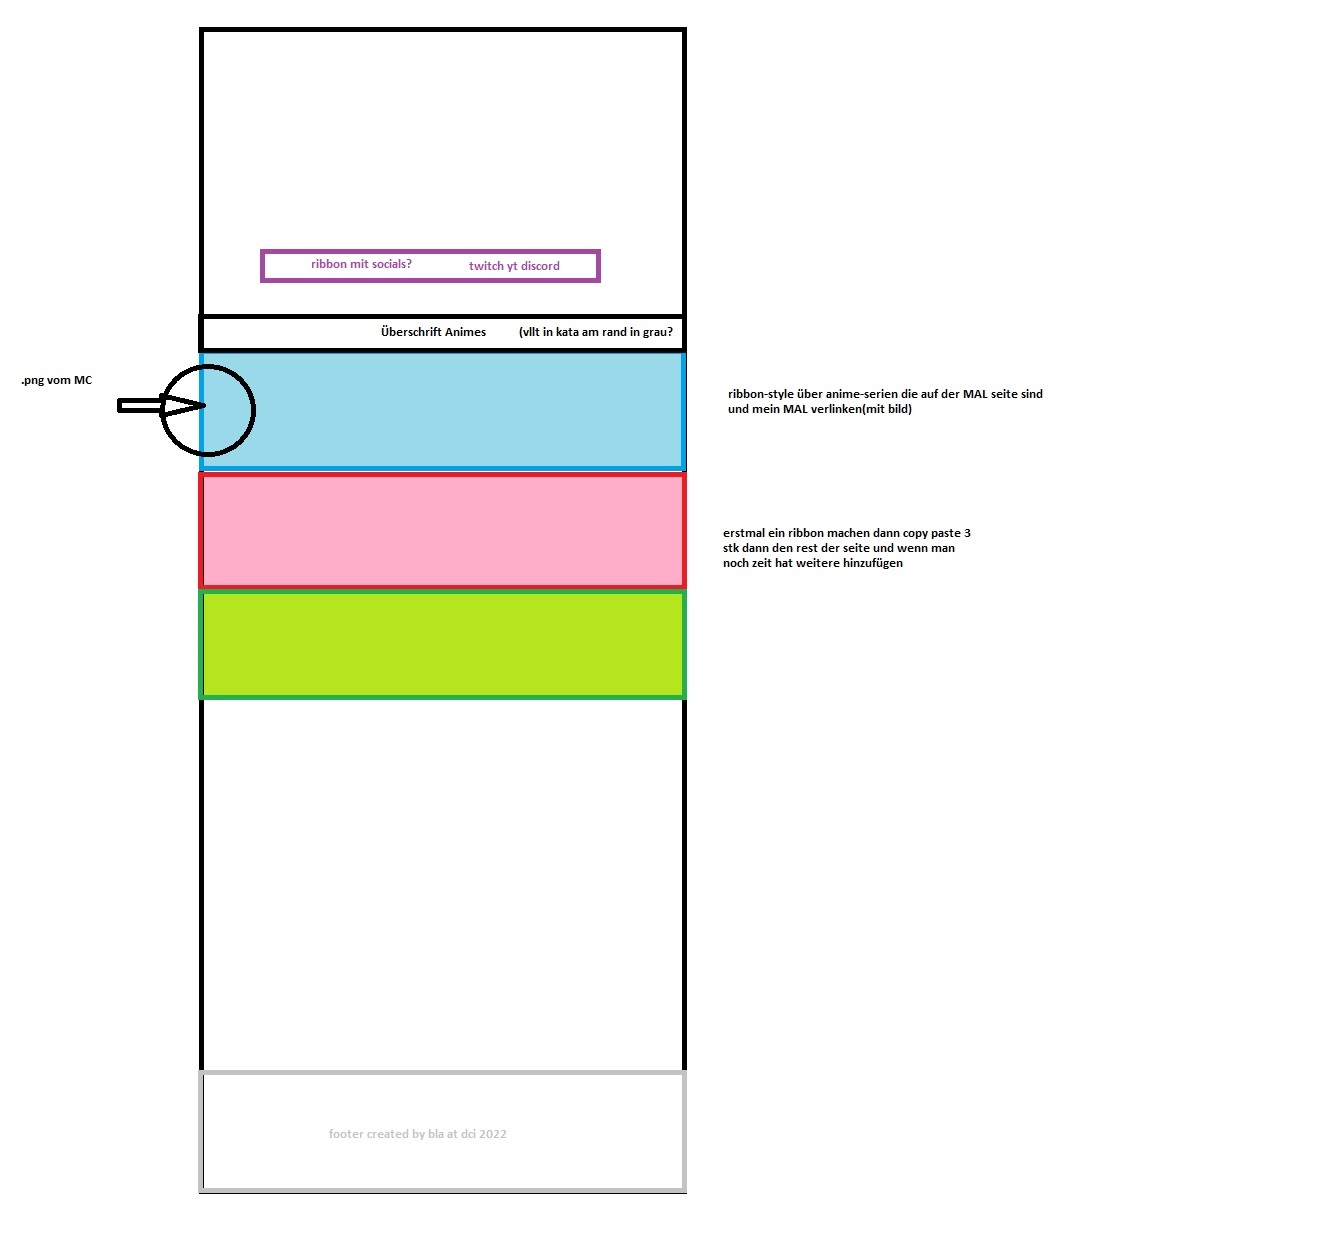 ribbon mit socials?
twitch yt discord
Überschrift Animes
(vllt in kata am rand in grau?
.png vom MC
ribbon-style über anime-serien die auf der MAL seite sind
und mein MAL verlinken(mit bild)
erstmal ein ribbon machen dann copy paste 3
stk dann den rest der seite und wenn man
noch zeit hat weitere hinzufügen
footer created by bla at dci 2022